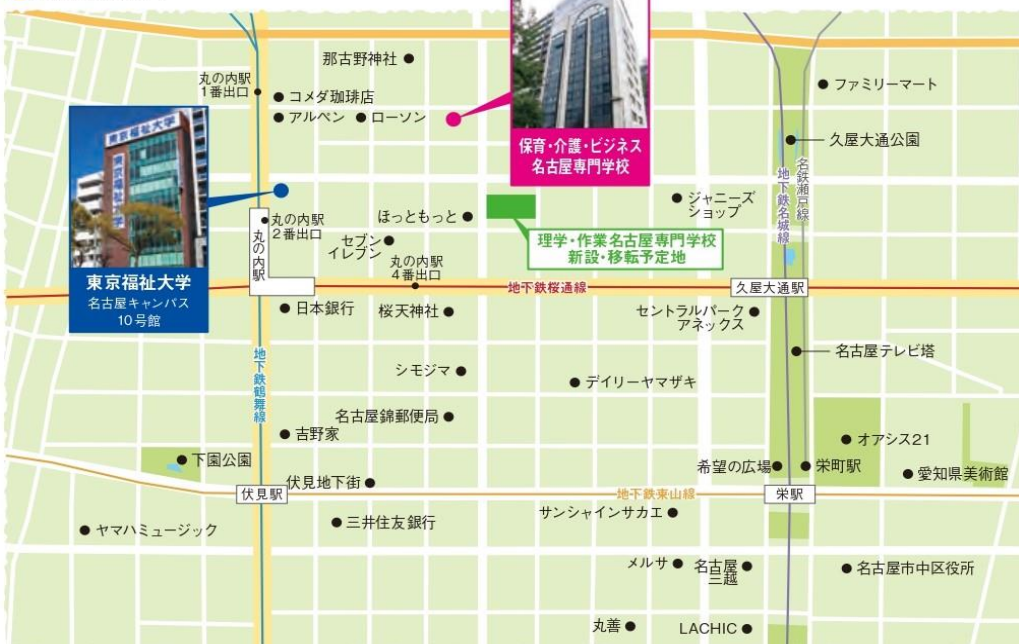 那古野神社
丸の内駅
1番出口
コメダ珈琲店
アルペン
ローソン
保育・介護・ビジネス
名古屋専門学校
ファミリーマート
久屋大通公園
名鉄瀬戸線
地下鉄名城線
東京福祉大学
東京福祉大学
東京福祉大学
名古屋キャンパス
10号館
丸の内駅
丸の内駅
2番出口
ほっともっと
セブン
イレブン
丸の内駅
4番出口
ジャニーズ
ショップ
理学・作業名古屋専門学校
新設・移転予定地
地下鉄桜通線
久屋大通駅
日本銀行
桜天神社
セントラルパーク
アネックス
名古屋テレビ塔
地下鉄鶴舞線
シモジマ
デイリーヤマザキ
名古屋錦郵便局
吉野家
オアシス21
下園公園
伏見地下街
希望の広場
栄町駅
愛知県美術館
伏見駅
地下鉄東山線
栄駅
サンシャインサカエ
三井住友銀行
ヤマハミュージック
メルサ
名古屋
三越
名古屋市中区役所
丸善
LACHIC